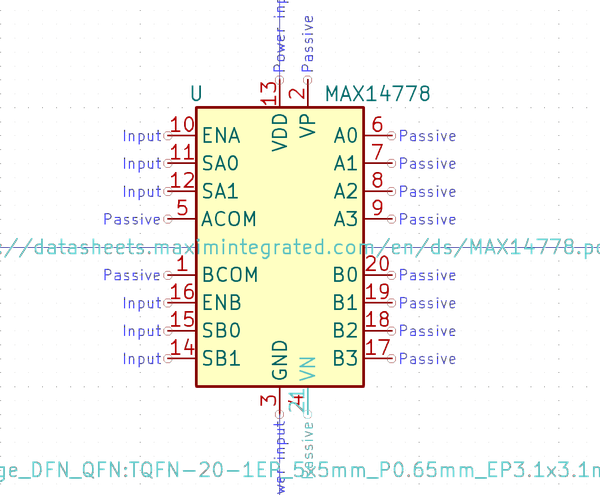 Power inp
Passive
13
2
U
MAX14778
VDD
VP
Input 10 ENA
A0 6 Passive
Input 11 SA0
A1 7 Passive
Input 12 SA1
A2 8 Passive
Passive 5 ACOM
A3 9 Passive
://datasheets.maximintegrated.com/en/ds/MAX14778.pd
Passive 1 BCOM
B0 20 Passive
Input 16 ENB
B1 19 Passive
Input 15 SB0
B2 18 Passive
Input 14 SB1
B3 17 Passive
GND
VN
3
4
21
wer input
Passive
ge_DFN_QFN:TQFN-20-1EP_5x5mm_P0.65mm_EP3.1x3.1m